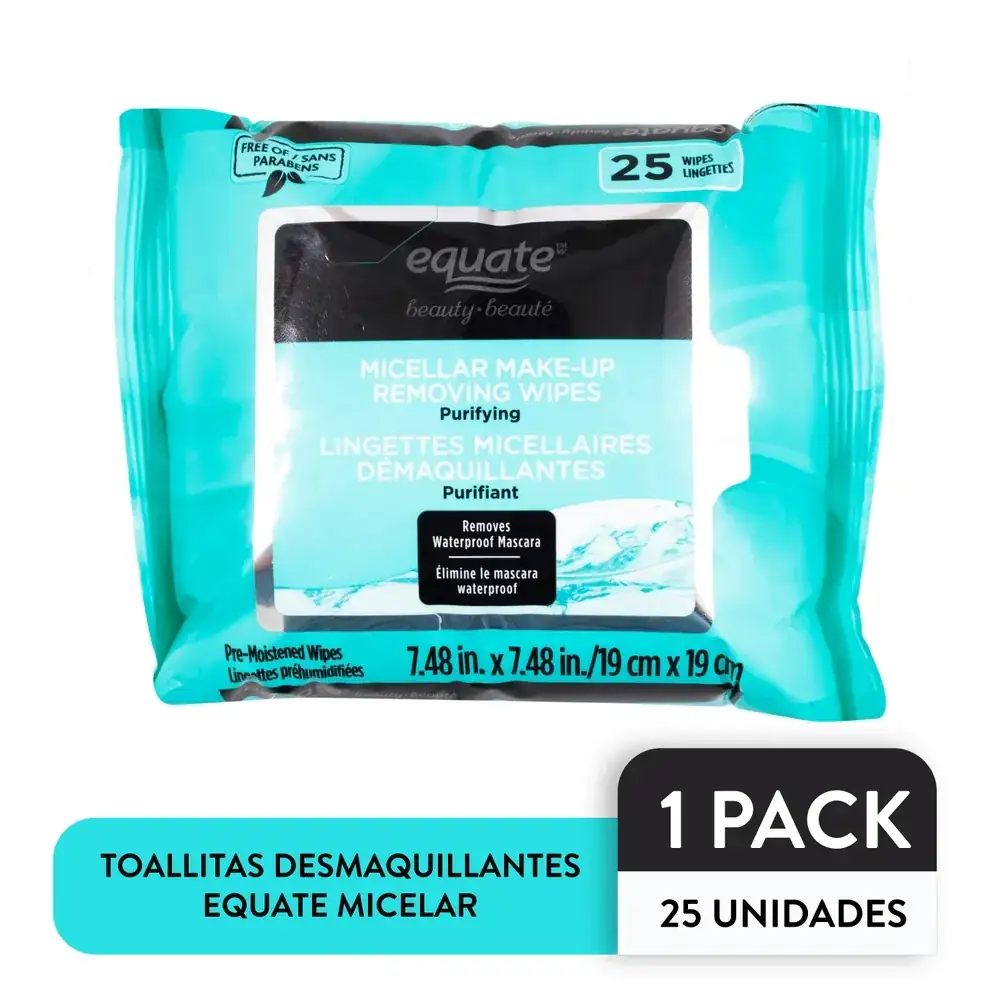 equate
FREE OF / SANS
PARABENS
25 WIPES
LINGETTES
equate™
beauty • beauté
MICELLAR MAKE-UP
REMOVING WIPES
Purifying
LINGETTES MICELLAIRES
DÉMAQUILLANTES
Purifiant
Removes
Waterproof Mascara
Élimine le mascara
waterproof
Pre-Moistened Wipes
Lingettes préhumidifiées
7.48 in. x 7.48 in./19 cm x 19 cm
1 PACK
TOALLITAS DESMAQUILLANTES
EQUATE MICELAR
25 UNIDADES